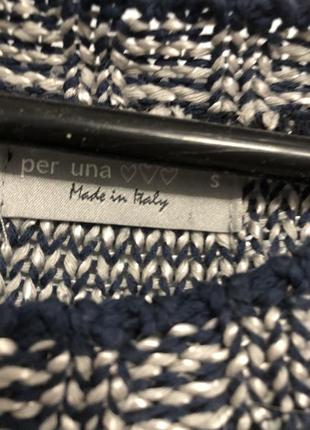 per una ♡♡♡ S
Made in Italy